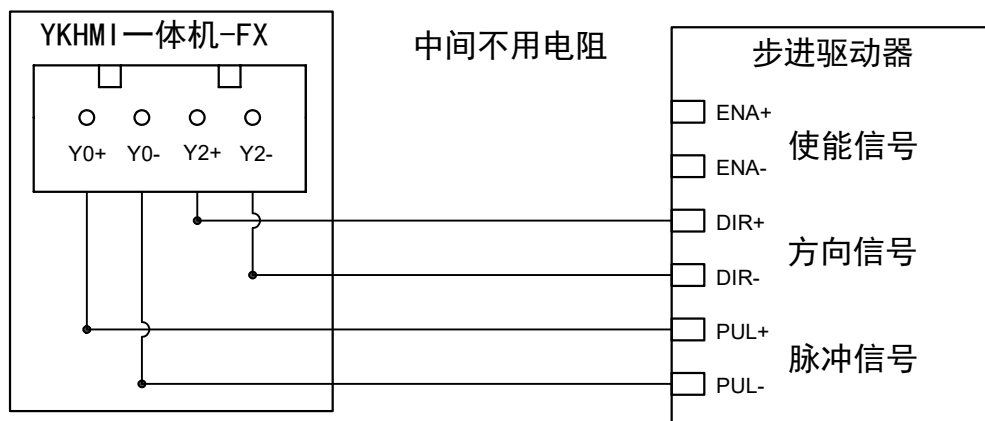 YKHMI一体机-FX
Y0+ Y0- Y2+ Y2-
中间不用电阻
步进驱动器
ENA+
使能信号
ENA-
DIR+
方向信号
DIR-
PUL+
脉冲信号
PUL-